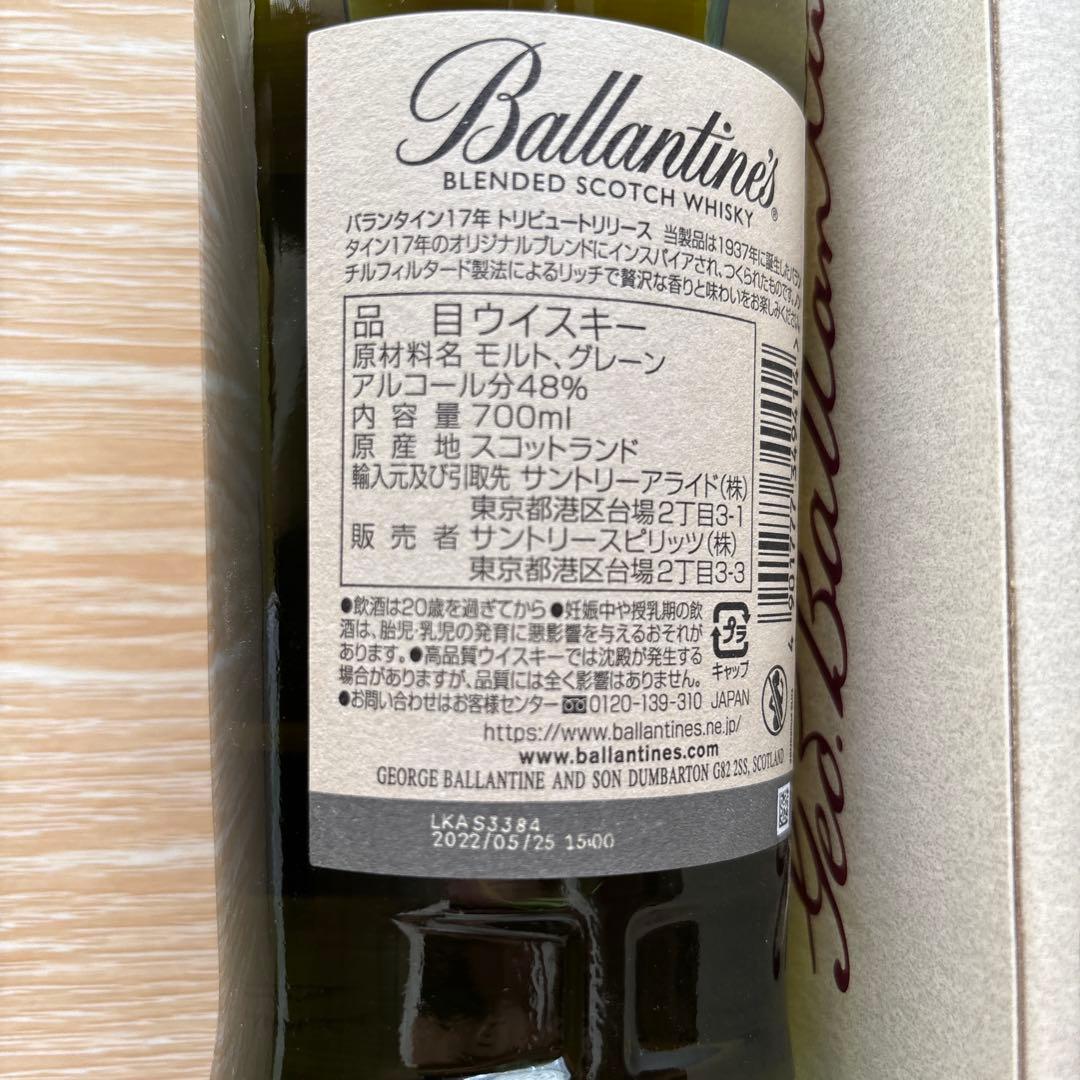 Ballantine's
BLENDED SCOTCH WHISKY ®
バランタイン17年 トリビュートリリース 当製品は1937年に誕生したバラン
タイン17年のオリジナルブレンドにインスパイアされ、つくられたものです。ノン
チルフィルタード製法によるリッチで贅沢な香りと味わいをお楽しみください。
品 目 ウイスキー
原材料名 モルト、グレーン
アルコール分48%
内容量 700ml
原産地 スコットランド
輸入元及び引取先 サントリーアライド(株)
東京都港区台場2丁目3-1
販売者 サントリースピリッツ(株)
東京都港区台場2丁目3-3
●飲酒は20歳を過ぎてから ●妊娠中や授乳期の飲
酒は、胎児・乳児の発育に悪影響を与えるおそれが
あります。●高品質ウイスキーでは沈殿が発生する
場合がありますが、品質には全く影響はありません。
●お問い合わせはお客様センター 0120-139-310 JAPAN
プラ
キャップ
https://www.ballantines.ne.jp/
www.ballantines.com
GEORGE BALLANTINE AND SON DUMBARTON G82 2SS, SCOTLAND
LKAS3384
2022/05/25 15:00
4 901777 349414 >
Geo. Ballantine